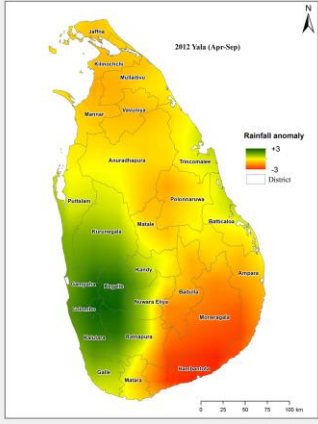 N
Jaffna
2012 Yala (Apr-Sep)
Kilinochchi
Mullaitivu
Mannar
Vavuniya
Rainfall anomaly
+3
-3
District
Anuradhapura
Trincomalee
Puttalam
Polonnaruwa
Matale
Batticaloa
Kurunegala
Kandy
Ampara
Gampaha
Kegalle
Badulla
Nuwara Eliya
Colombo
Moneragala
Kalutara
Ratnapura
Galle
Hambantota
Matara
0 25 50 100 km